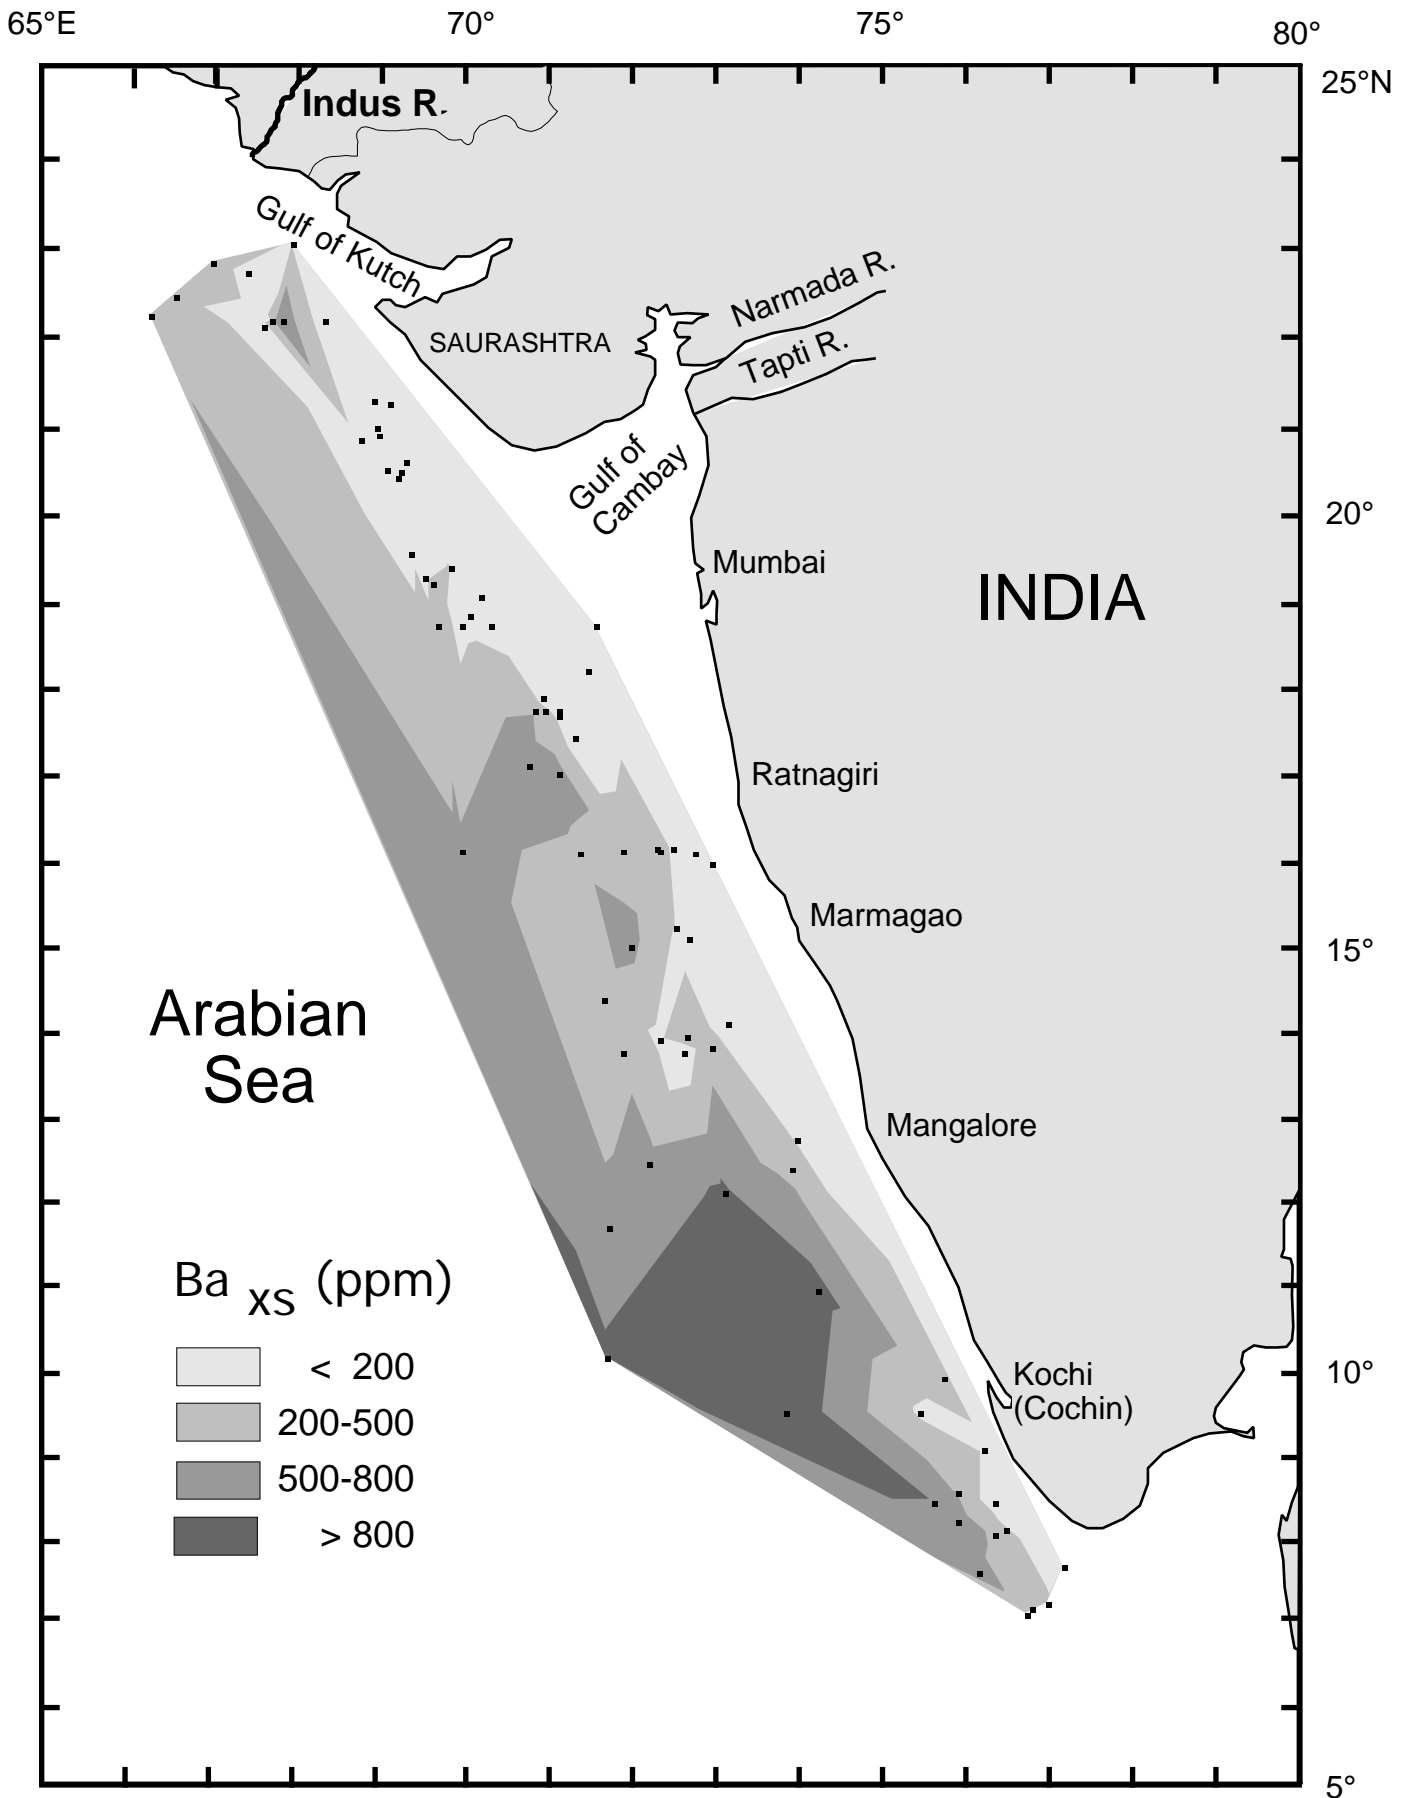 65°E 70° 75° 80°
25°N
Indus R.
Gulf of Kutch
Narmada R.
SAURASHTRA
Tapti R.
Gulf of
Cambay
20°
Mumbai
INDIA
Ratnagiri
Marmagao
15°
Arabian
Sea
Mangalore
Ba xs (ppm)
< 200
200-500
500-800
> 800
Kochi
(Cochin)
10°
5°